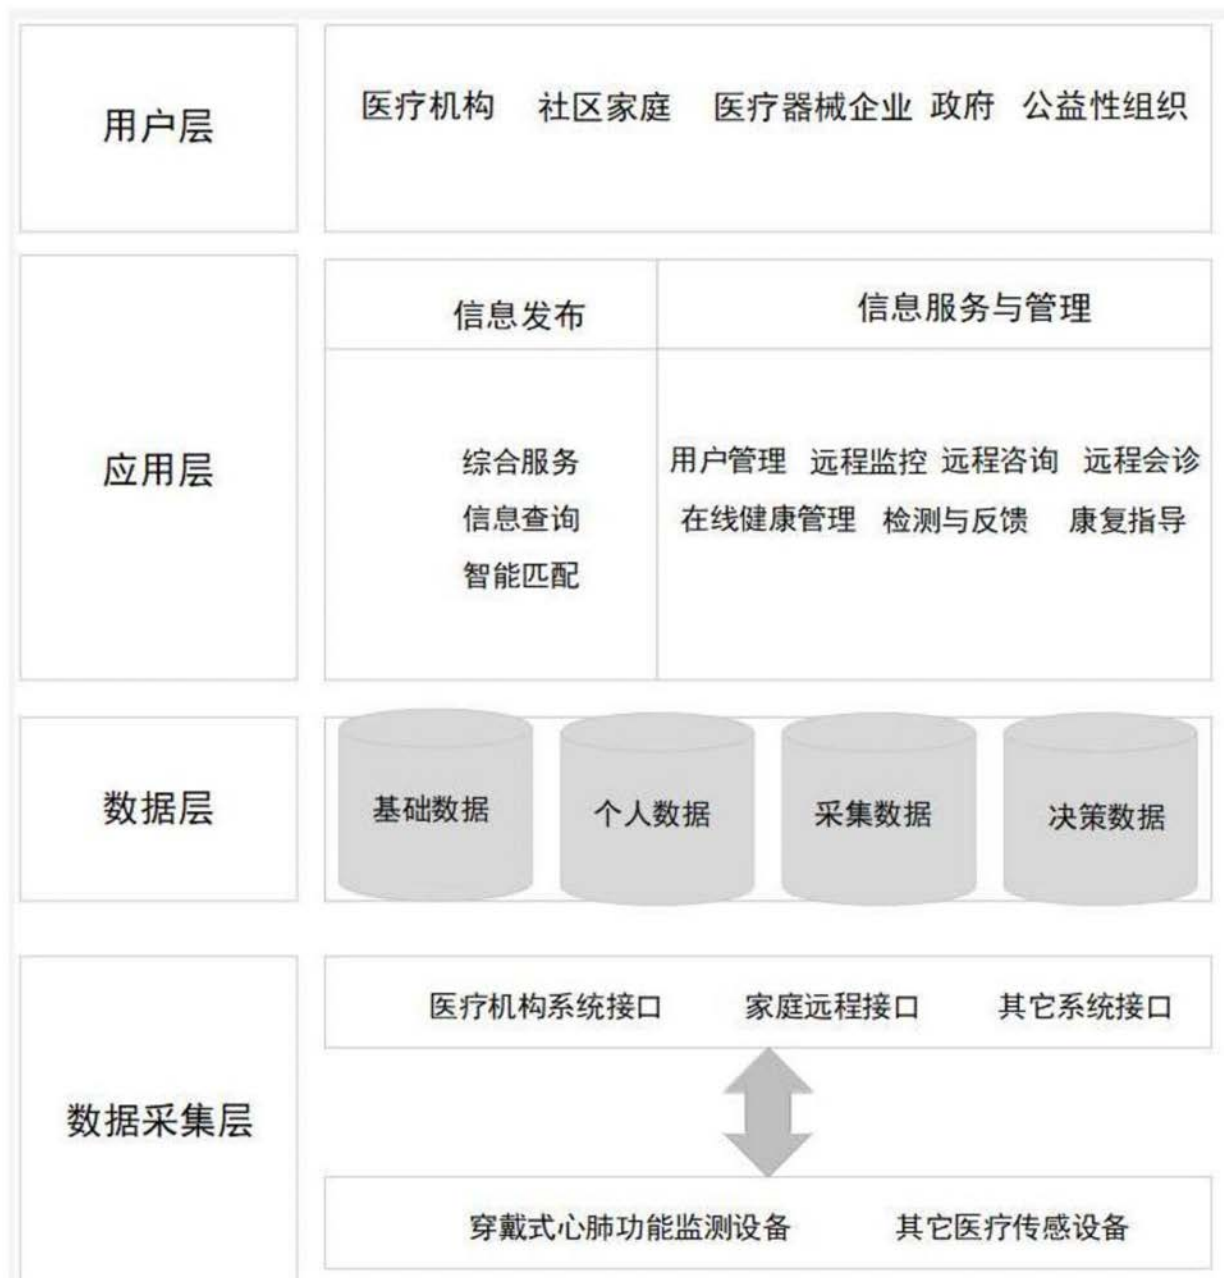 用户层
医疗机构 社区家庭 医疗器械企业 政府 公益性组织
应用层
信息发布
信息服务与管理
综合服务
信息查询
智能匹配
用户管理 远程监控 远程咨询 远程会诊
在线健康管理 检测与反馈 康复指导
数据层
基础数据 个人数据 采集数据 决策数据
数据采集层
医疗机构系统接口 家庭远程接口 其它系统接口
穿戴式心肺功能监测设备 其它医疗传感设备